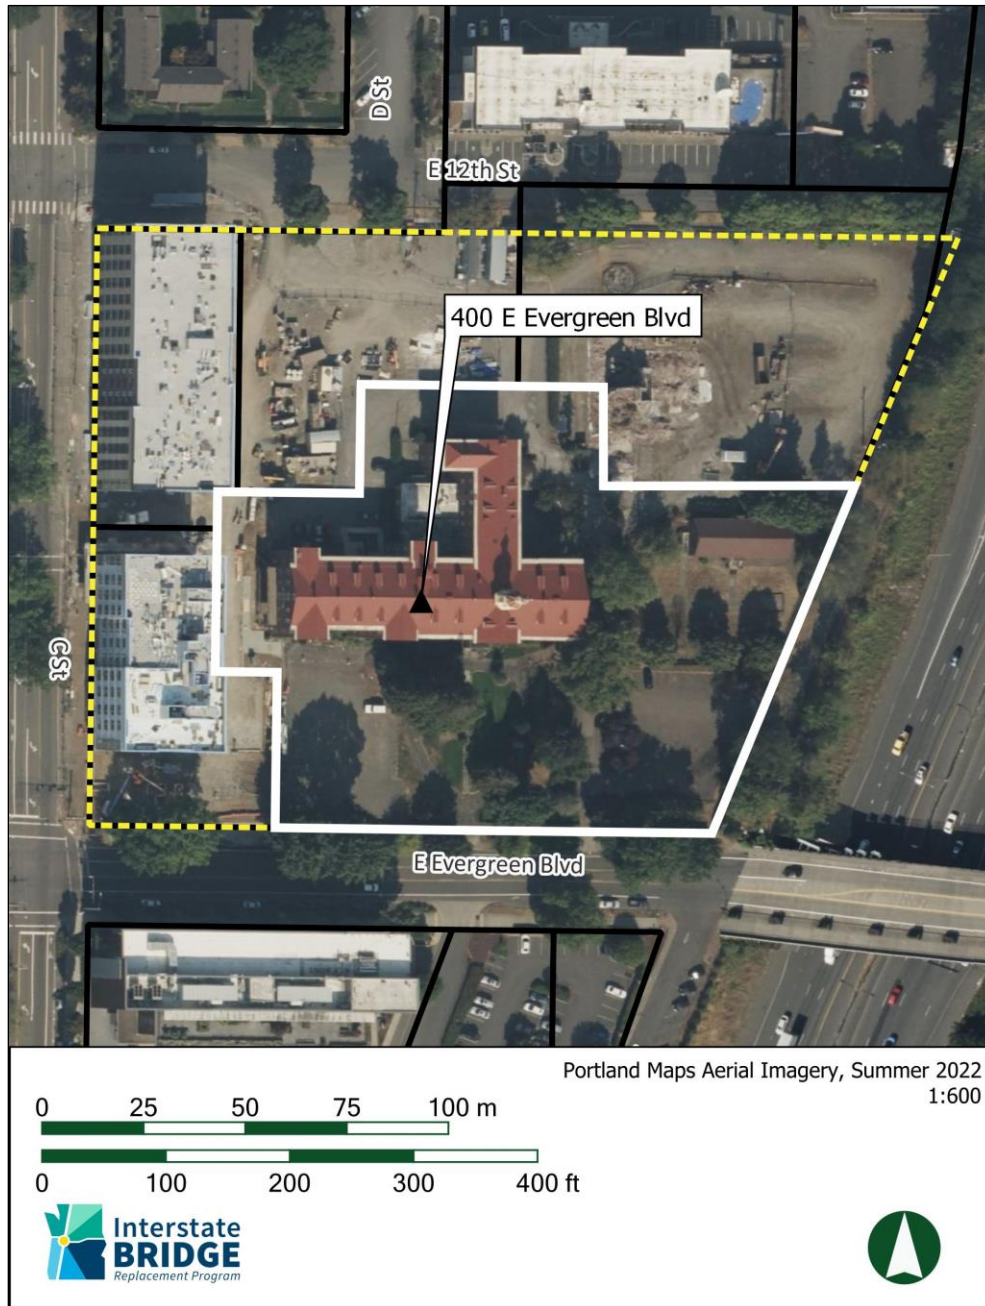 D St
E 12th St
400 E Evergreen Blvd
C St
E Evergreen Blvd
Portland Maps Aerial Imagery, Summer 2022
1:600
0 25 50 75 100 m
0 100 200 300 400 ft
Interstate
BRIDGE
Replacement Program